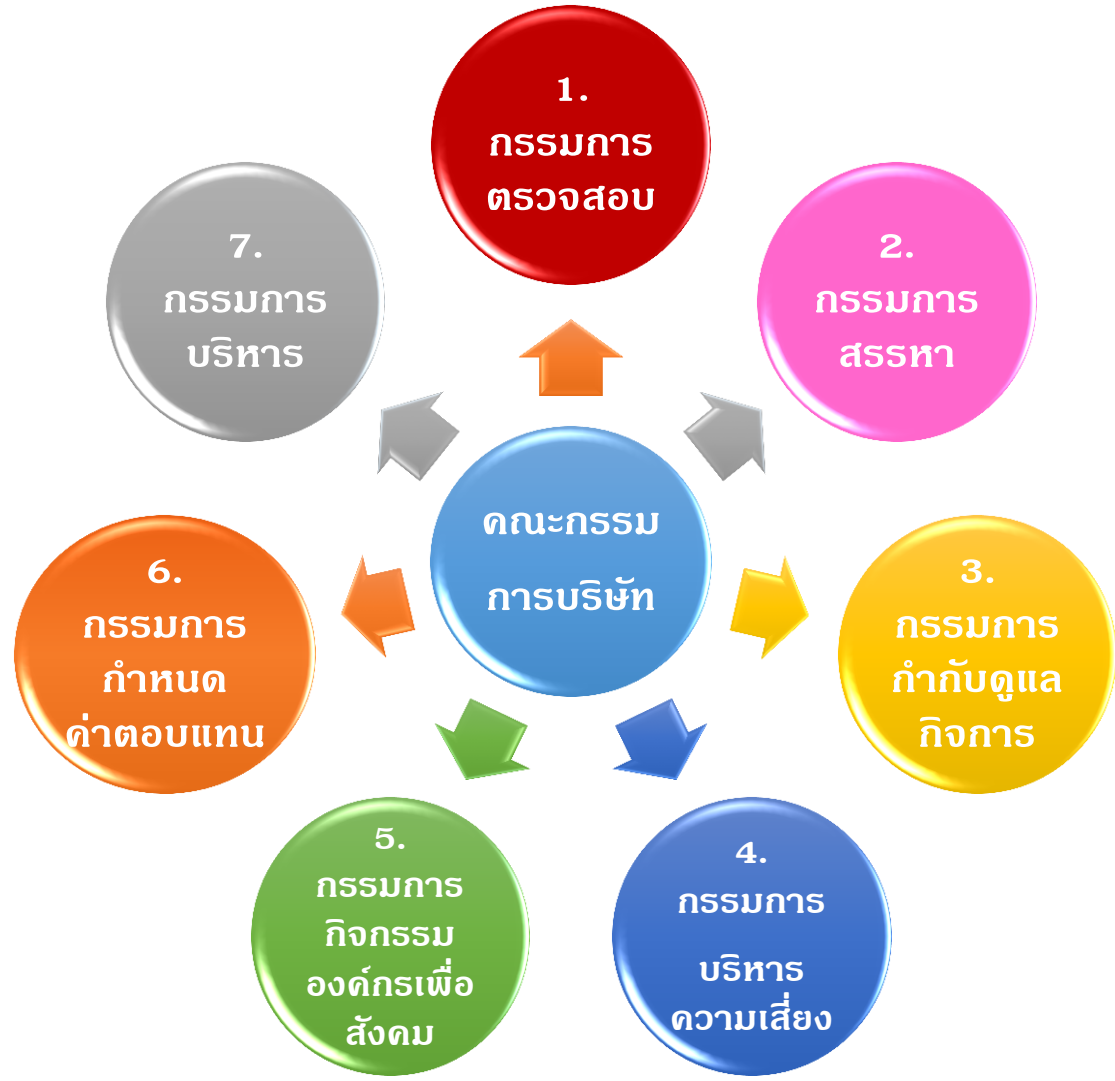 1.
กรรมการ
ตรวจสอบ
2.
กรรมการ
สรรหา
3.
กรรมการ
กำกับดูแล
กิจการ
4.
กรรมการ
บริหาร
ความเสี่ยง
5.
กรรมการ
กิจกรรม
องค์กรเพื่อ
สังคม
6.
กรรมการ
กำหนด
ค่าตอบแทน
7.
กรรมการ
บริหาร
คณะกรรม
การบริษัท